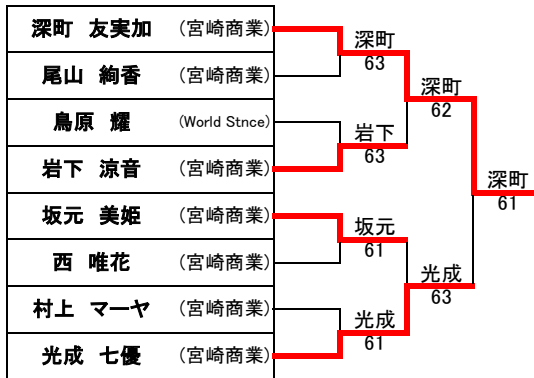 深町 友実加 (宮崎商業)
尾山 絢香 (宮崎商業)
鳥原 耀 (World Stnce)
岩下 涼音 (宮崎商業)
坂元 美姫 (宮崎商業)
西 唯花 (宮崎商業)
村上 マーヤ (宮崎商業)
光成 七優 (宮崎商業)
深町
63
岩下
63
坂元
61
光成
61
深町
62
光成
63
深町
61